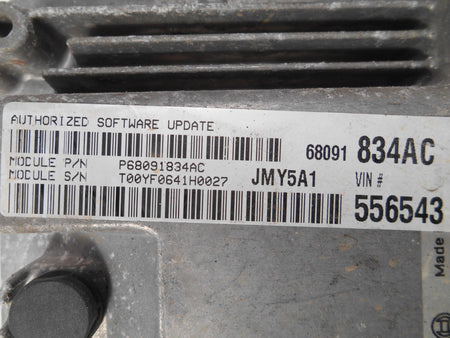 AUTHORIZED SOFTWARE UPDATE
68091 834AC
MODULE P/N P68091834AC
MODULE S/N T00YF0641H0027 JMY5A1 VIN #
556543
Made